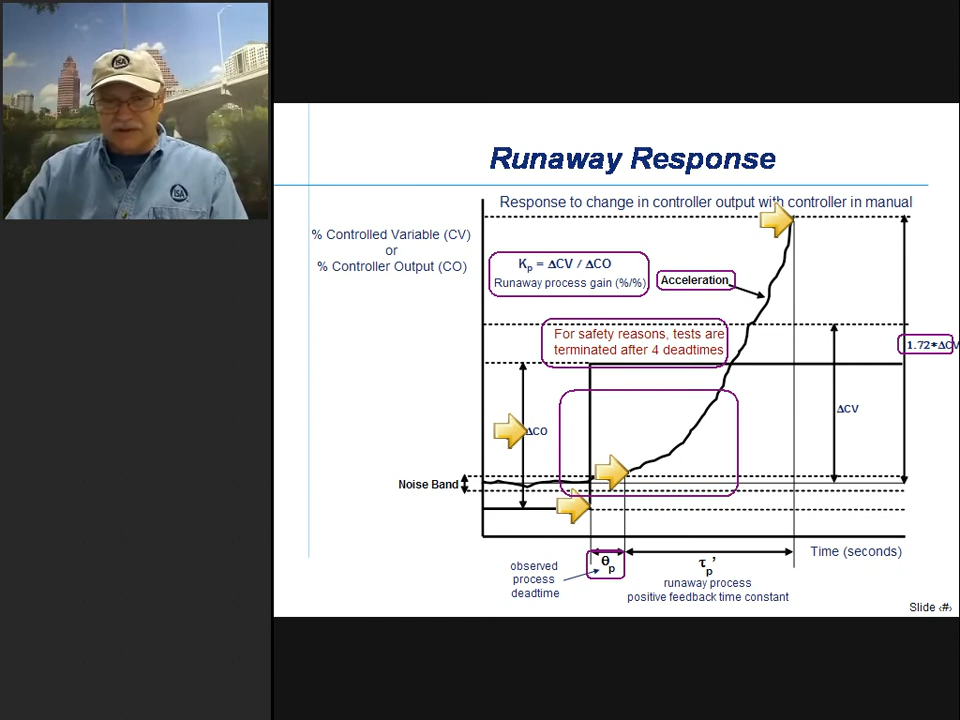 ISA
ISA
Runaway Response
Response to change in controller output with controller in manual
% Controlled Variable (CV)
or
% Controller Output (CO)
Kp = ΔCV / ΔCO
Runaway process gain (%/%)
Acceleration
For safety reasons, tests are
terminated after 4 deadtimes
1.72*ΔCV
ΔCV
ΔCO
Noise Band
Time (seconds)
θp
τp’
observed
process
deadtime
runaway process
positive feedback time constant
Slide ‹#›